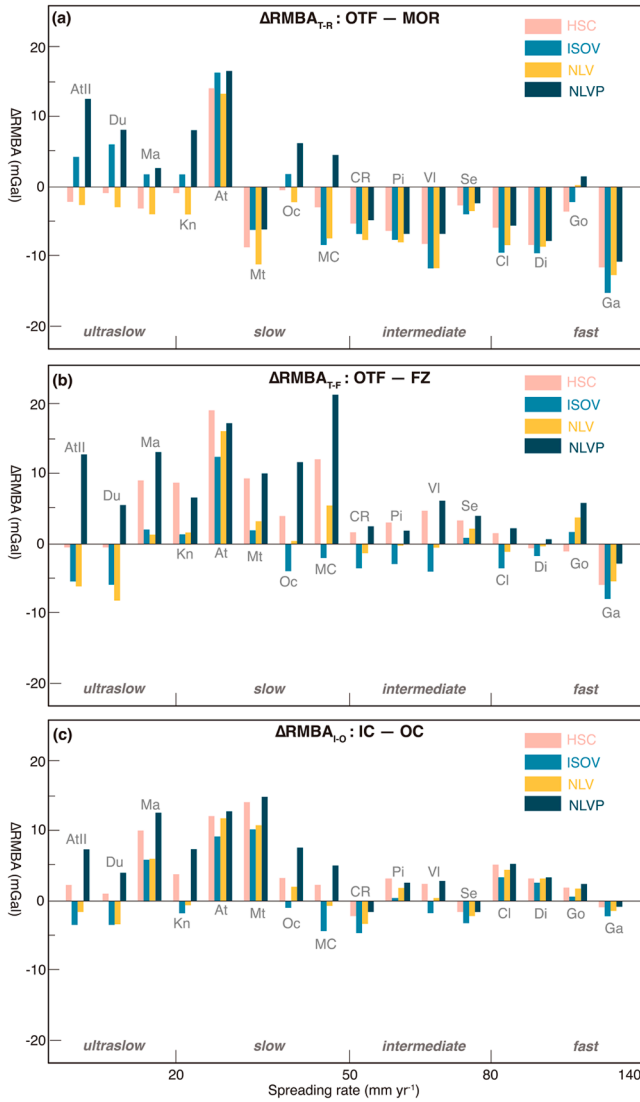 (a)
ΔRMBA T-R : OTF — MOR
HSC
ISOV
NLV
NLVP
20
10
0
-10
-20
ΔRMBA (mGal)
AtII
Du
Ma
Kn
At
Mt
Oc
MC
CR
Pi
Vl
Se
Cl
Di
Go
Ga
ultraslow
slow
intermediate
fast
(b)
ΔRMBA T-F : OTF — FZ
HSC
ISOV
NLV
NLVP
20
10
0
-10
-20
ΔRMBA (mGal)
AtII
Du
Ma
Kn
At
Mt
Oc
MC
CR
Pi
Vl
Se
Cl
Di
Go
Ga
ultraslow
slow
intermediate
fast
(c)
ΔRMBA I-O : IC — OC
HSC
ISOV
NLV
NLVP
20
10
0
-10
-20
ΔRMBA (mGal)
AtII
Du
Ma
Kn
At
Mt
Oc
MC
CR
Pi
Vl
Se
Cl
Di
Go
Ga
ultraslow
slow
intermediate
fast
20
50
80
140
Spreading rate (mm yr⁻¹)